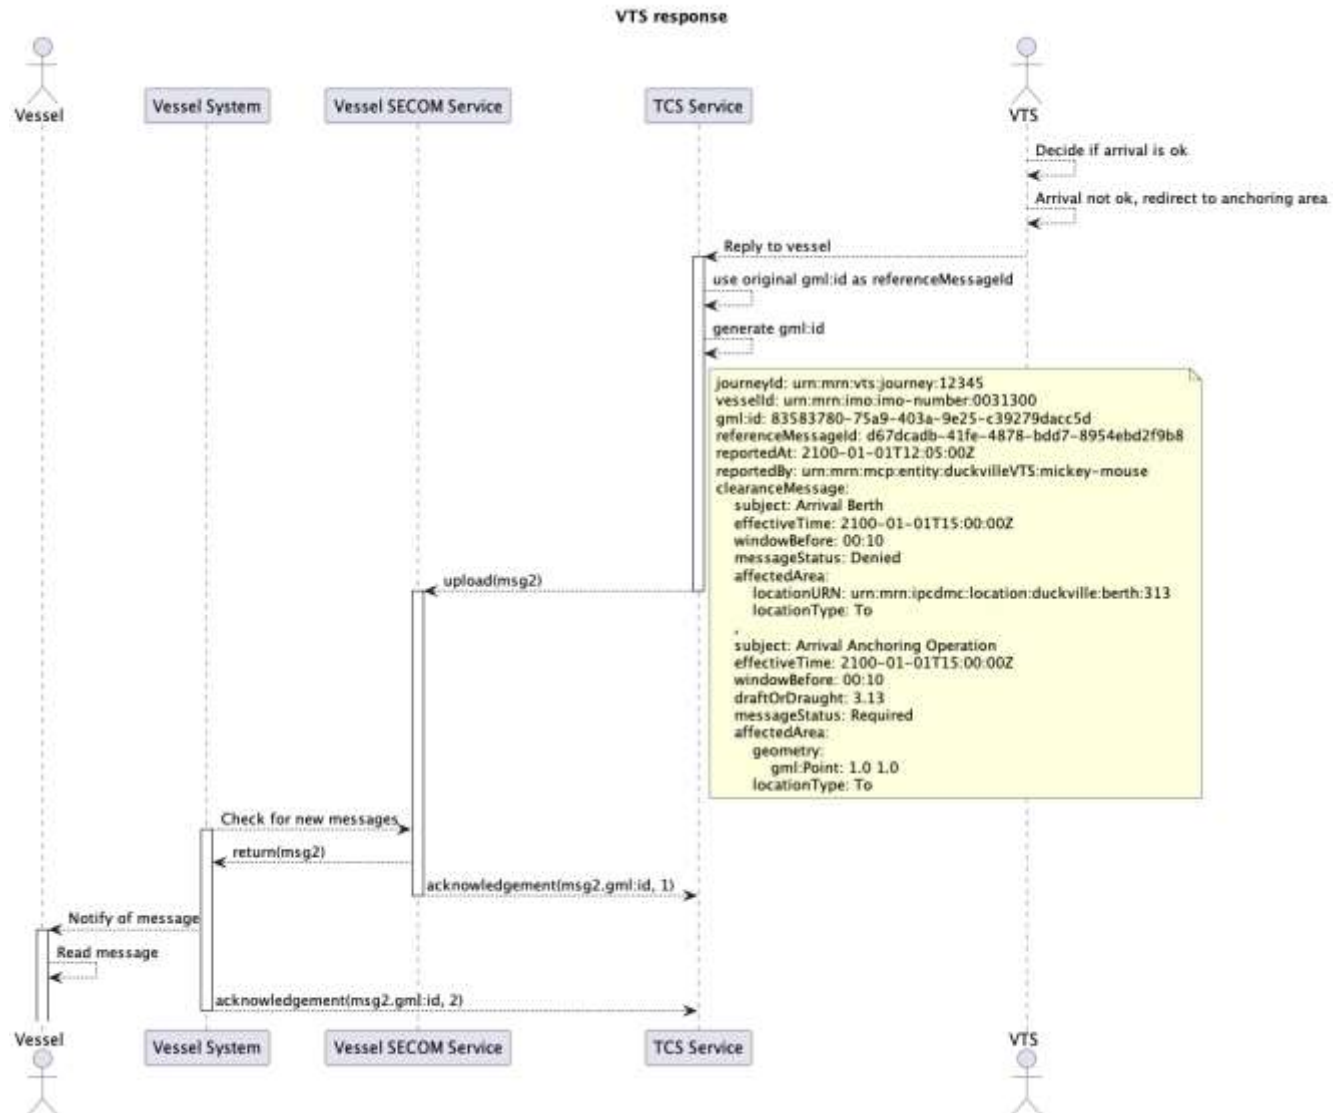 VTS response
Vessel
Vessel System
Vessel SECOM Service
TCS Service
VTS
Decide if arrival is ok
Arrival not ok, redirect to anchoring area
Reply to vessel
use original gml:id as referenceMessageId
generate gml:id
journeyId: urn:mrn:vts:journey:12345
vesselId: urn:mrn:imo:imo-number:0031300
gml:id: 83583780-75a9-403a-9e25-c39279dacc5d
referenceMessageId: d67dcadb-41fe-4878-bdd7-8954ebd2f9b8
reportedAt: 2100-01-01T12:05:00Z
reportedBy: urn:mrn:mcp:entity:duckvilleVTS:mickey-mouse
clearanceMessage:
subject: Arrival Berth
effectiveTime: 2100-01-01T15:00:00Z
windowBefore: 00:10
messageStatus: Denied
affectedArea:
locationURN: urn:mrn:ipcdmc:location:duckville:berth:313
locationType: To
,
subject: Arrival Anchoring Operation
effectiveTime: 2100-01-01T15:00:00Z
windowBefore: 00:10
draftOrDraught: 3.13
messageStatus: Required
affectedArea:
geometry:
gml:Point: 1.0 1.0
locationType: To
upload(msg2)
Check for new messages
return(msg2)
acknowledgement(msg2.gml:id, 1)
Notify of message
Read message
acknowledgement(msg2.gml:id, 2)
Vessel
Vessel System
Vessel SECOM Service
TCS Service
VTS